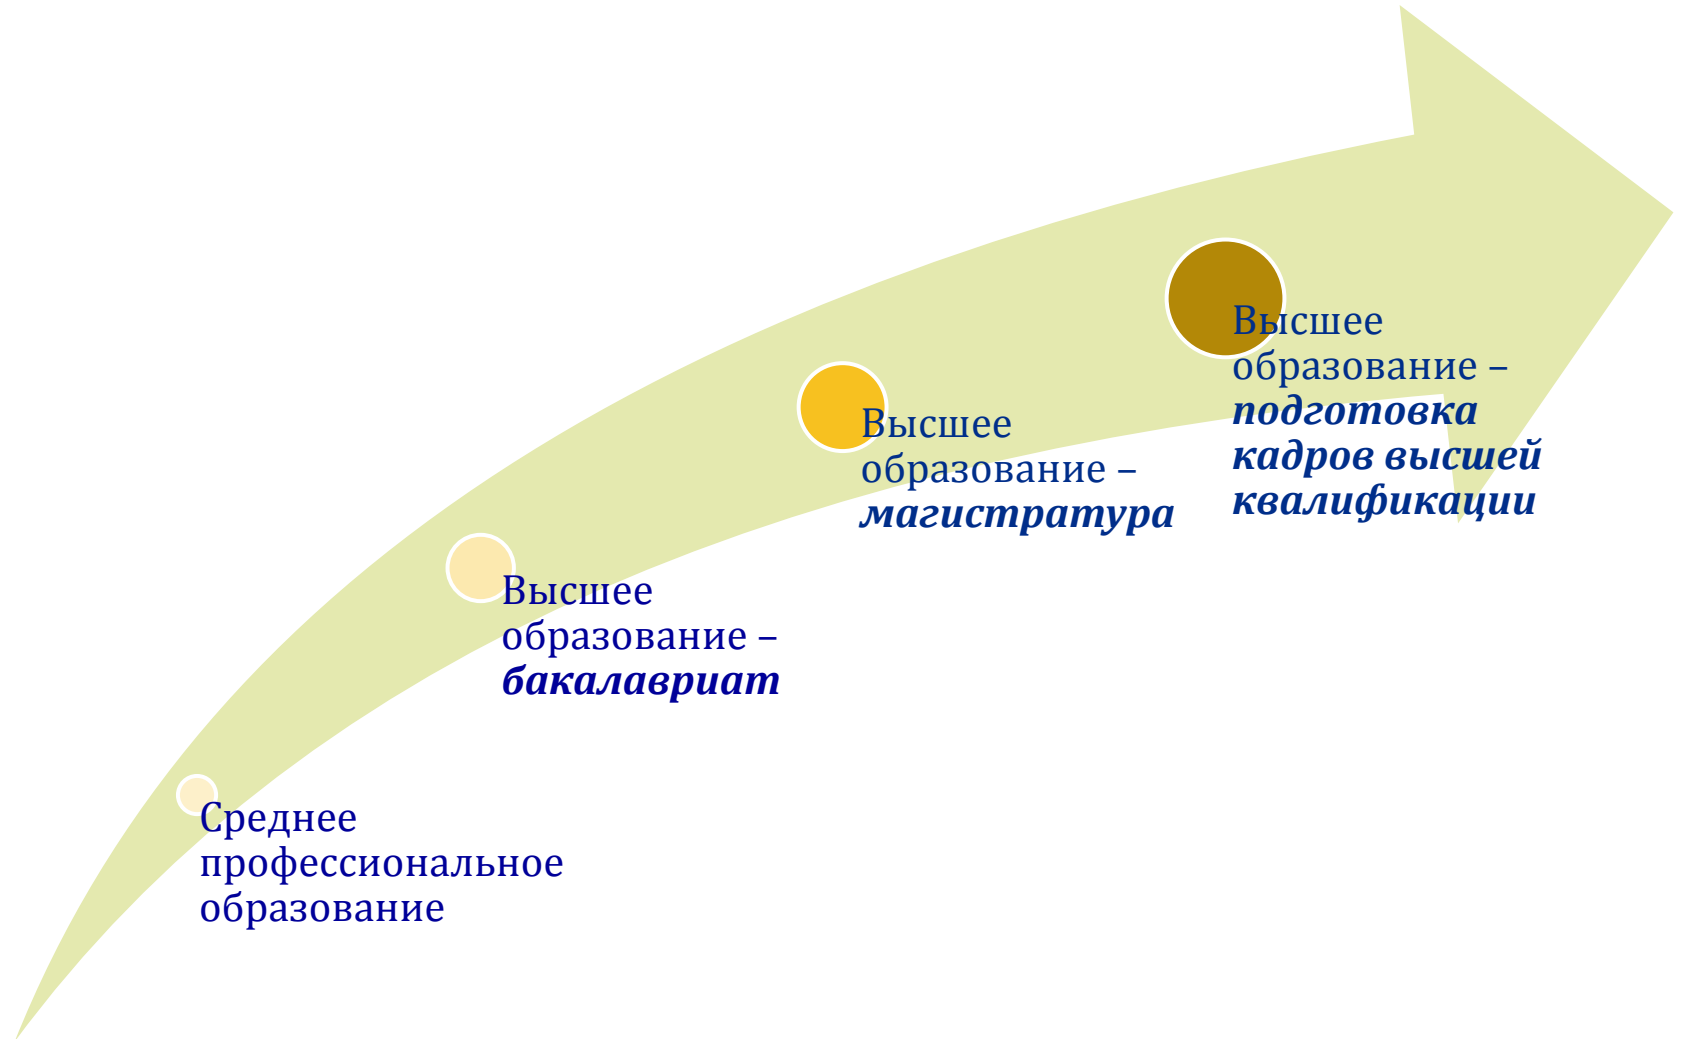 Среднее
профессиональное
образование
Высшее
образование –
бакалавриат
Высшее
образование –
магистратура
Высшее
образование –
подготовка
кадров высшей
квалификации